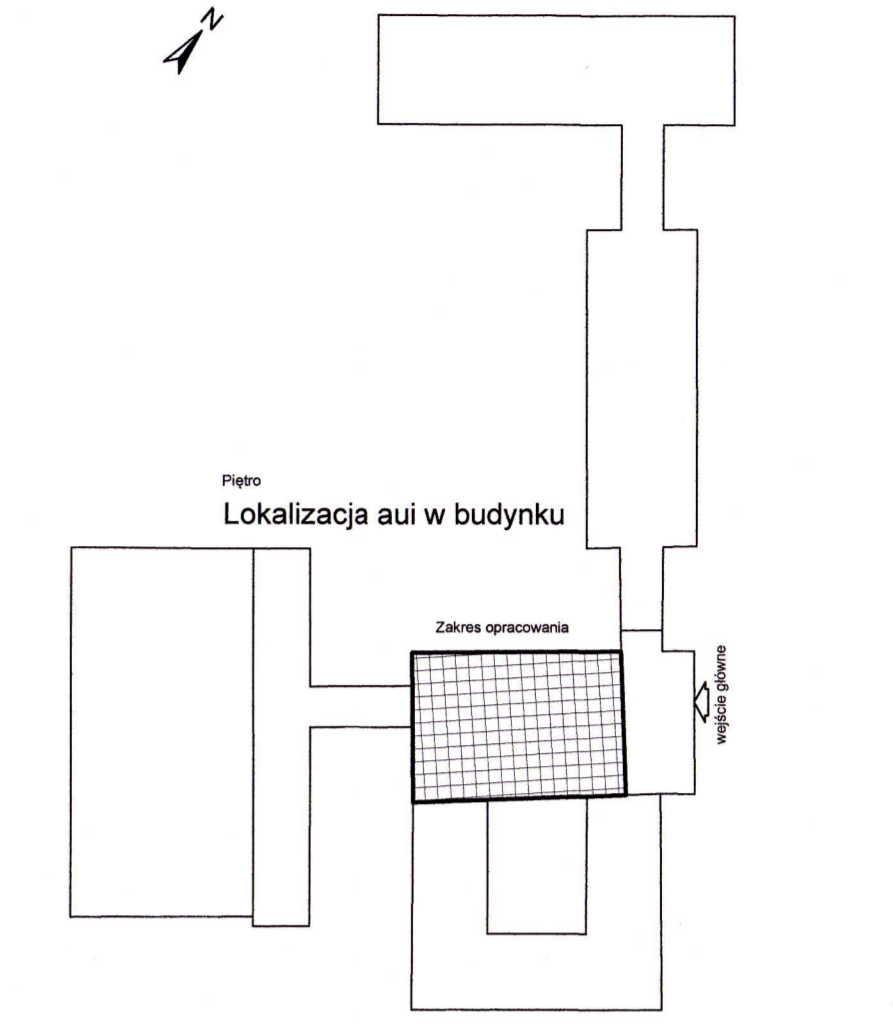 N
Piętro
Lokalizacja aui w budynku
Zakres opracowania
wejście główne